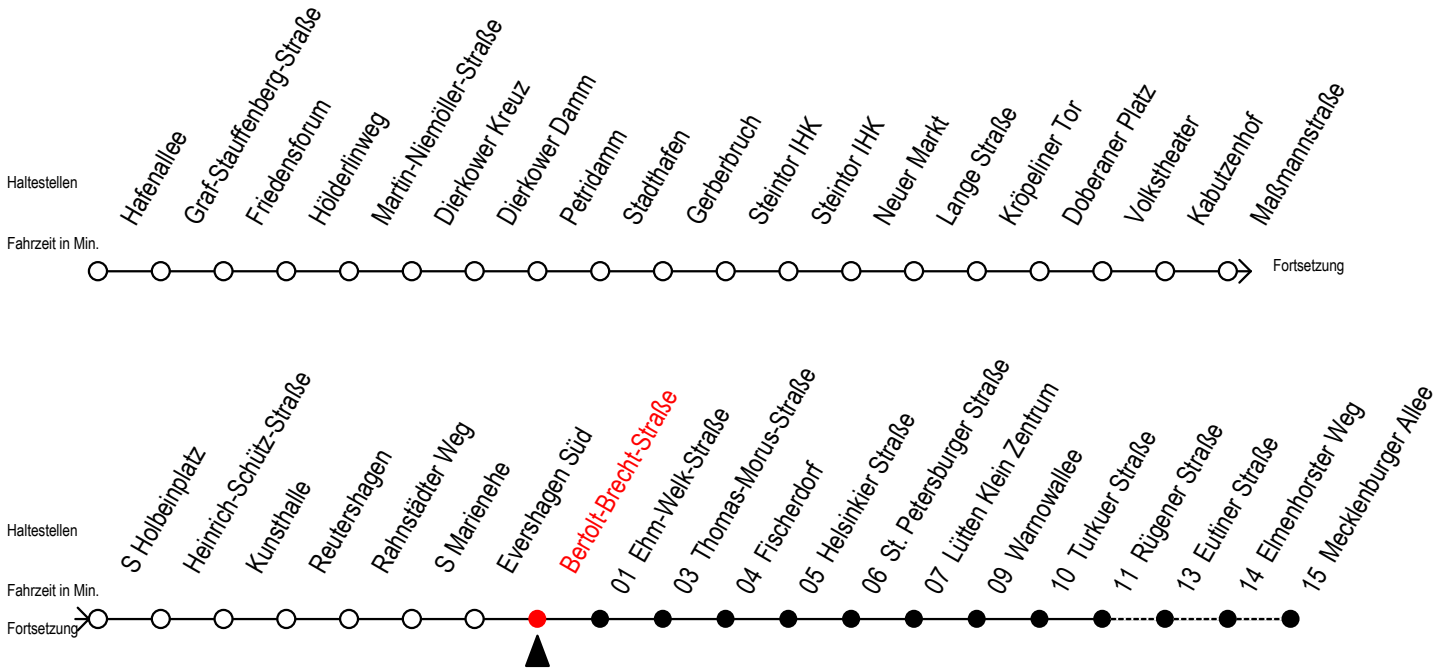 Haltestellen
Hafenallee
Graf-Stauffenberg-Straße
Friedensforum
Hölderlinweg
Martin-Niemöller-Straße
Dierkower Kreuz
Dierkower Damm
Petridamm
Stadthafen
Gerberbruch
Steintor IHK
Steintor IHK
Neuer Markt
Lange Straße
Kröpeliner Tor
Doberaner Platz
Volkstheater
Kabutzenhof
Maßmannstraße
Fahrzeit in Min.
Fortsetzung
Haltestellen
S Holbeinplatz
Heinrich-Schütz-Straße
Kunsthalle
Reutershagen
Rahnstädter Weg
S Marienehe
Evershagen Süd
Bertolt-Brecht-Straße
01 Ehm-Welk-Straße
03 Thomas-Morus-Straße
04 Fischerdorf
05 Helsinkier Straße
06 St. Petersburger Straße
07 Lütten Klein Zentrum
09 Warnowallee
10 Turkuer Straße
11 Rügener Straße
13 Eutiner Straße
14 Elmenhorster Weg
15 Mecklenburger Allee
Fahrzeit in Min.
Fortsetzung